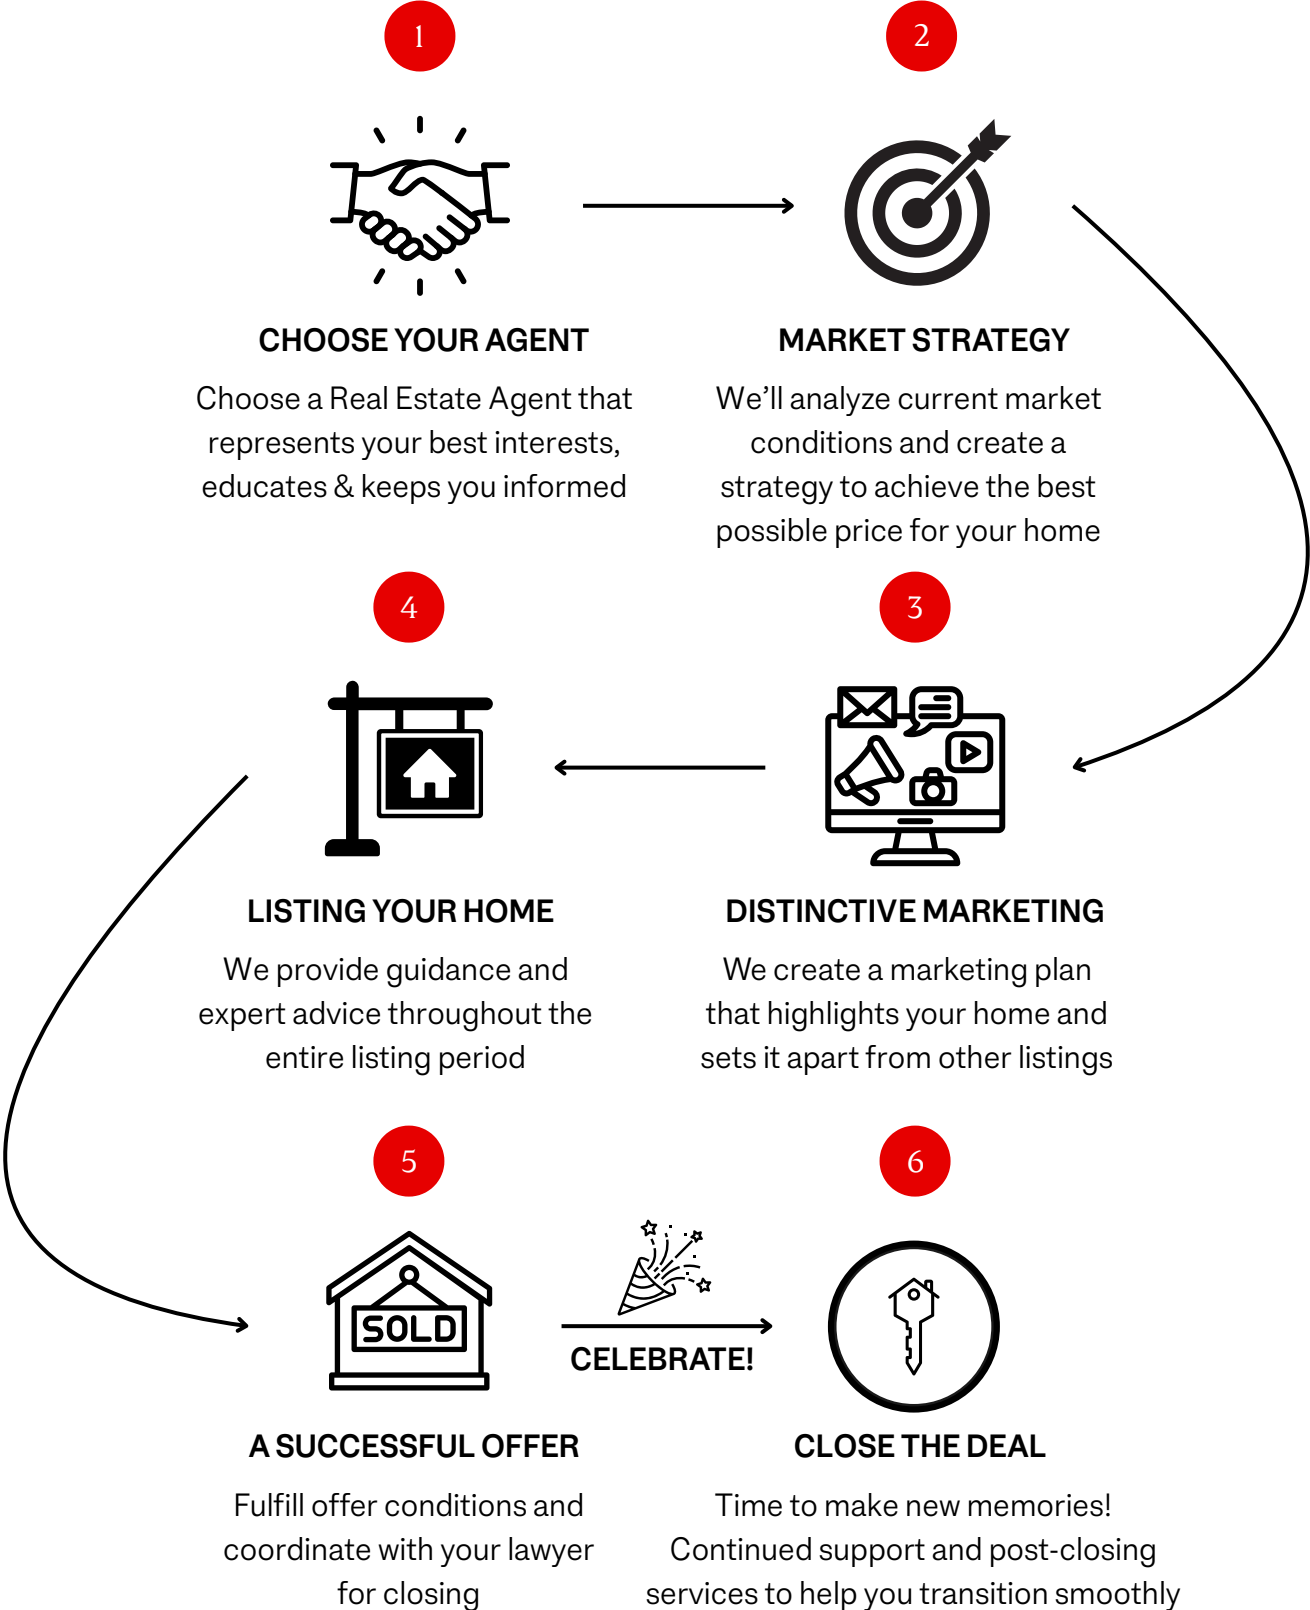 1
CHOOSE YOUR AGENT
Choose a Real Estate Agent that
represents your best interests,
educates & keeps you informed
2
MARKET STRATEGY
We’ll analyze current market
conditions and create a
strategy to achieve the best
possible price for your home
3
DISTINCTIVE MARKETING
We create a marketing plan
that highlights your home and
sets it apart from other listings
4
LISTING YOUR HOME
We provide guidance and
expert advice throughout the
entire listing period
5
SOLD
A SUCCESSFUL OFFER
Fulfill offer conditions and
coordinate with your lawyer
for closing
CELEBRATE!
6
CLOSE THE DEAL
Time to make new memories!
Continued support and post-closing
services to help you transition smoothly